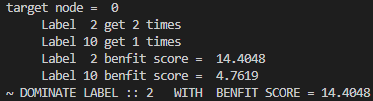 target node =  0
     Label  2 get 2 times
     Label 10 get 1 times
     Label  2 benfit score =  14.4048
     Label 10 benfit score =  4.7619
~ DOMINATE LABEL :: 2   WITH  BENFIT SCORE = 14.4048